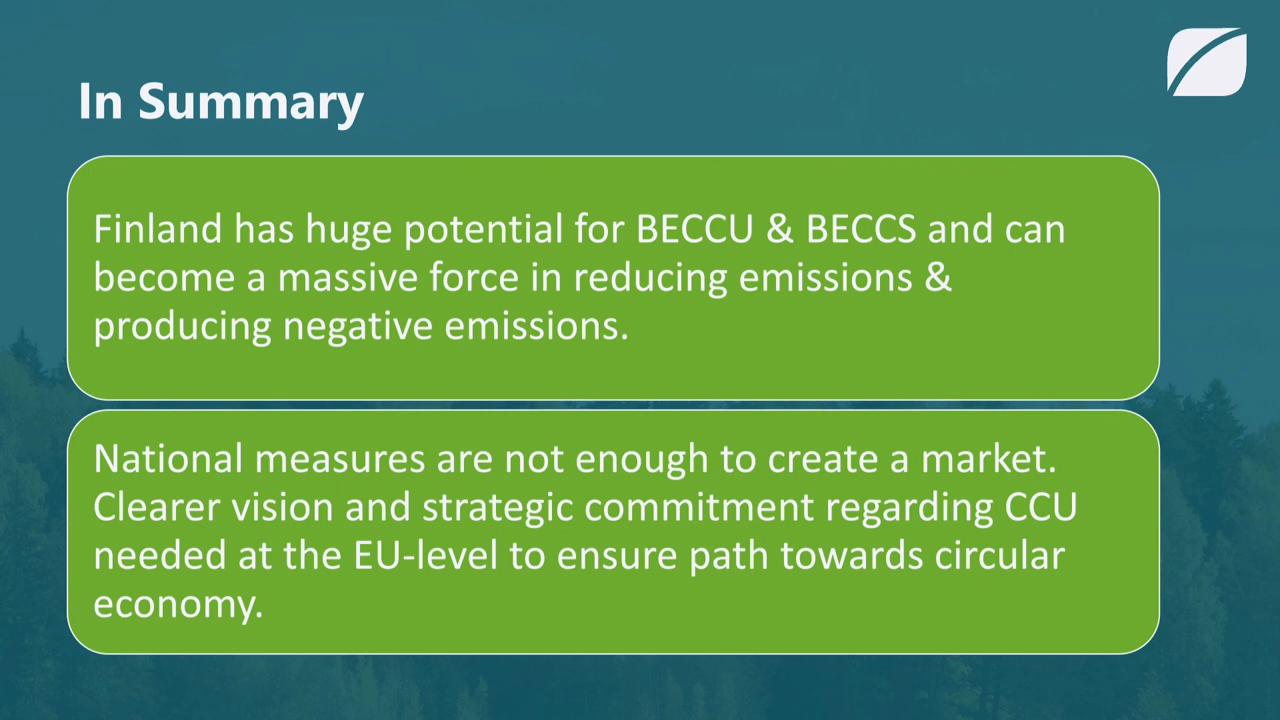 In Summary
Finland has huge potential for BECCU & BECCS and can
become a massive force in reducing emissions &
producing negative emissions.
National measures are not enough to create a market.
Clearer vision and strategic commitment regarding CCU
needed at the EU-level to ensure path towards circular
economy.